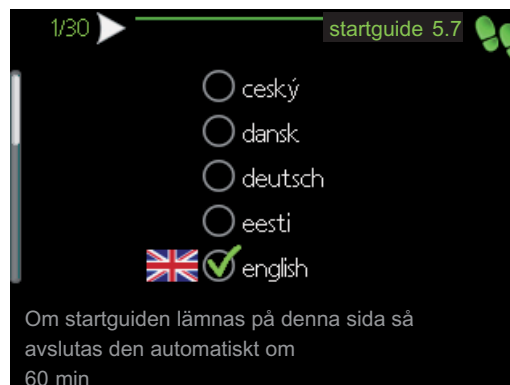 1/30
startguide 5.7
ceský
dansk
deutsch
eesti
english
Om startguiden lämnas på denna sida så
avslutas den automatiskt om
60 min